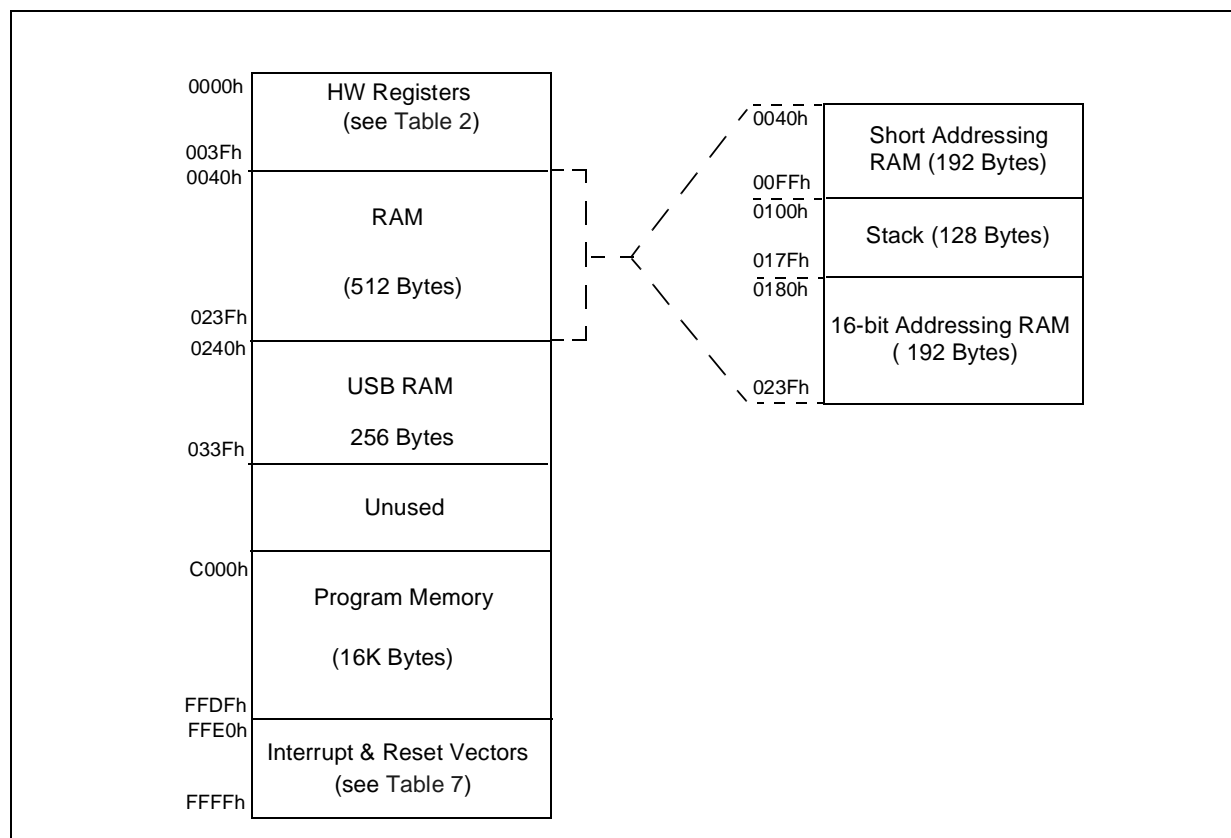 0000h
HW Registers
(see Table 2)
003Fh
0040h
RAM
(512 Bytes)
023Fh
0240h
USB RAM
256 Bytes
033Fh
Unused
C000h
Program Memory
(16K Bytes)
FFDFh
FFE0h
Interrupt & Reset Vectors
(see Table 7)
FFFFh
0040h
Short Addressing
RAM (192 Bytes)
00FFh
0100h
Stack (128 Bytes)
017Fh
0180h
16-bit Addressing RAM
( 192 Bytes)
023Fh